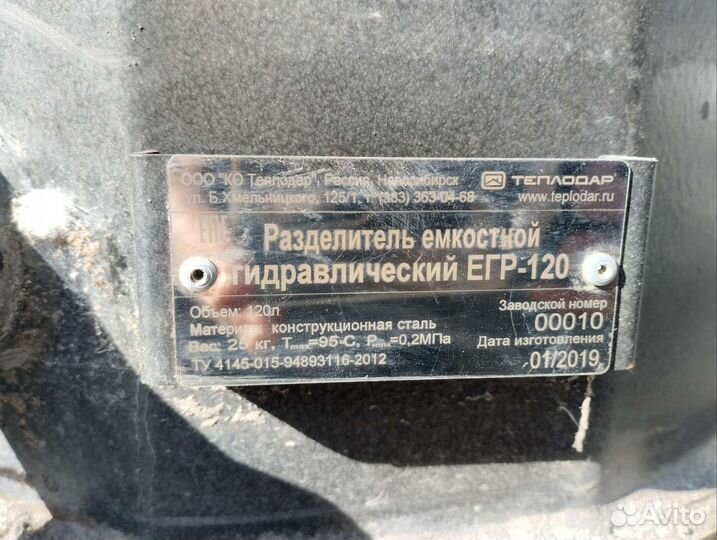 ООО "КО Теплодар", Россия, Новосибирск
ул. Б.Хмельницкого, 125/1, т.(383) 363-04-68
ТЕПЛОДАР
www.teplodar.ru
ЕАС
Разделитель емкостной
гидравлический ЕГР-120
Объем: 120л
Материал: конструкционная сталь
Вес: 25 кг, Tmax=95°С, Pном=0,2МПа
ТУ 4145-015-94893116-2012
Заводской номер
00010
Дата изготовления
01/2019
Avito